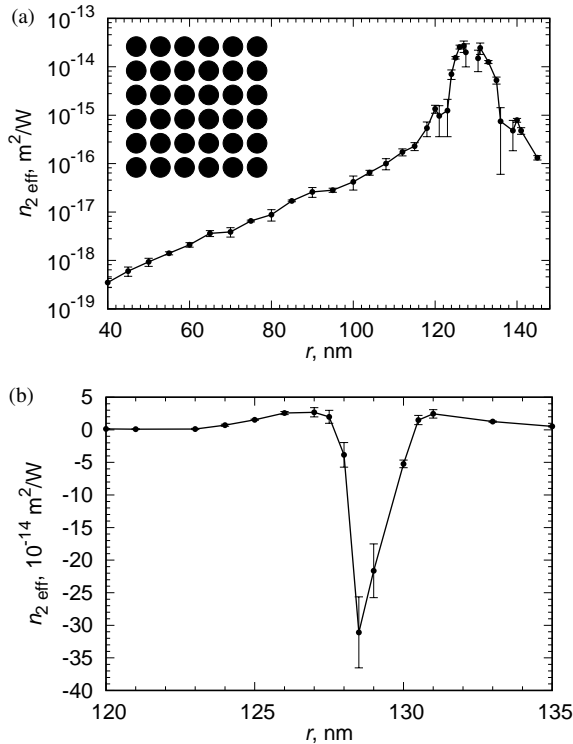 (a)
n2 eff, m²/W
10⁻¹³
10⁻¹⁴
10⁻¹⁵
10⁻¹⁶
10⁻¹⁷
10⁻¹⁸
10⁻¹⁹
40 60 80 100 120 140
r, nm
(b)
n2 eff, 10⁻¹⁴ m²/W
5
0
-5
-10
-15
-20
-25
-30
-35
-40
120 125 130 135
r, nm